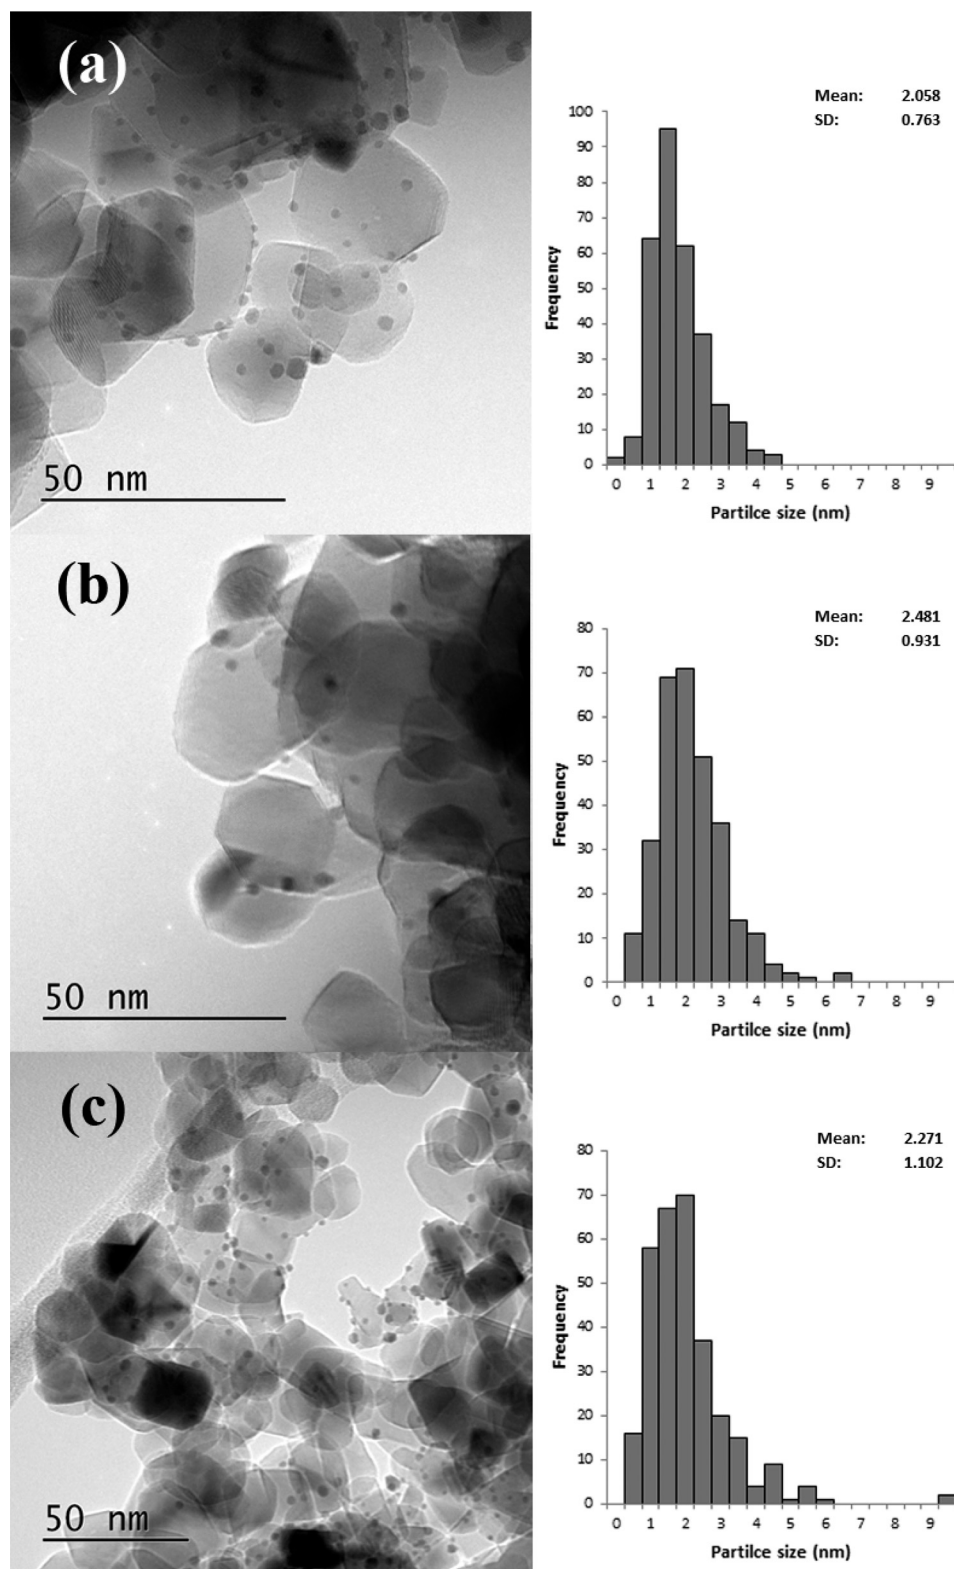 (a)
50 nm
Mean: 2.058
SD: 0.763
100
90
80
70
60
50
40
30
20
10
0
Frequency
0 1 2 3 4 5 6 7 8 9
Partilce size (nm)
(b)
50 nm
Mean: 2.481
SD: 0.931
80
70
60
50
40
30
20
10
0
Frequency
0 1 2 3 4 5 6 7 8 9
Partilce size (nm)
(c)
50 nm
Mean: 2.271
SD: 1.102
80
70
60
50
40
30
20
10
0
Frequency
0 1 2 3 4 5 6 7 8 9
Partilce size (nm)